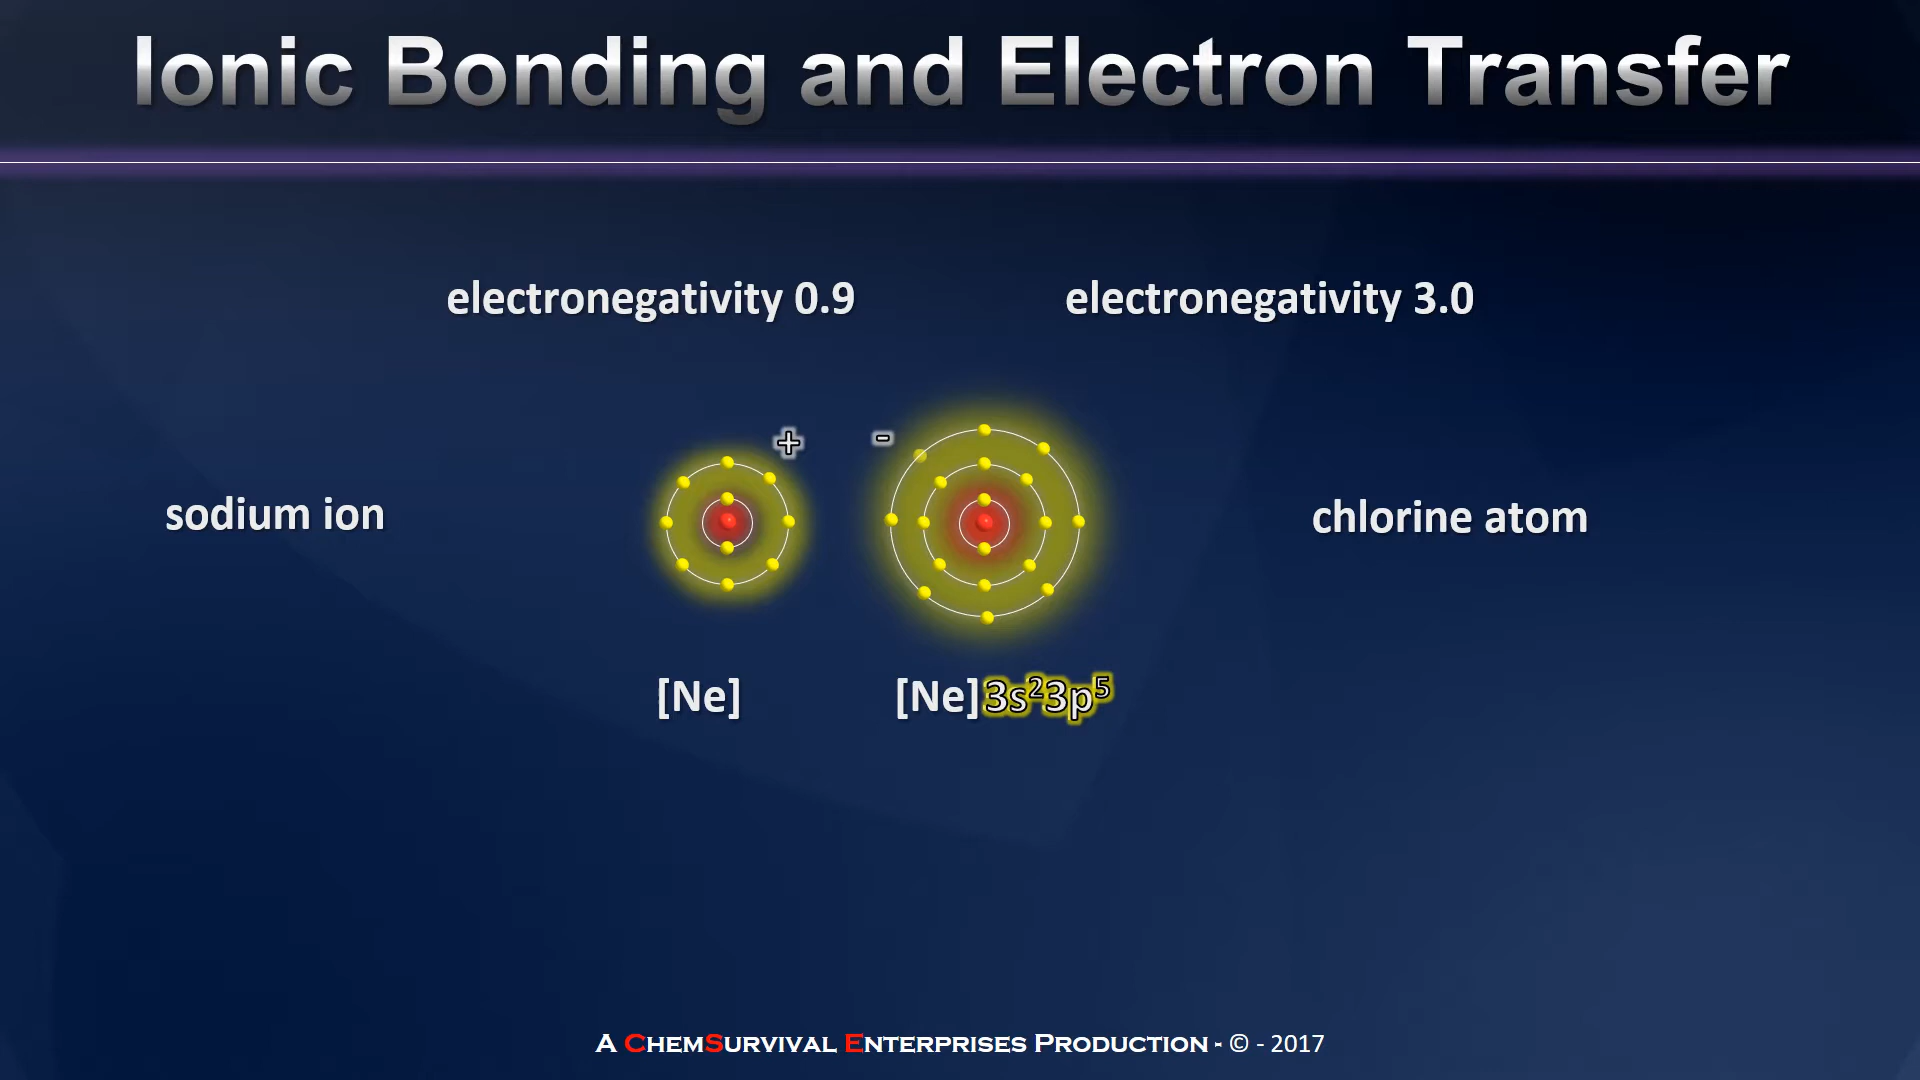 Ionic Bonding and Electron Transfer
electronegativity 0.9
electronegativity 3.0
+
-
sodium ion
chlorine atom
[Ne]
[Ne]3s²3p⁵
A ChemSurvival Enterprises Production - © - 2017